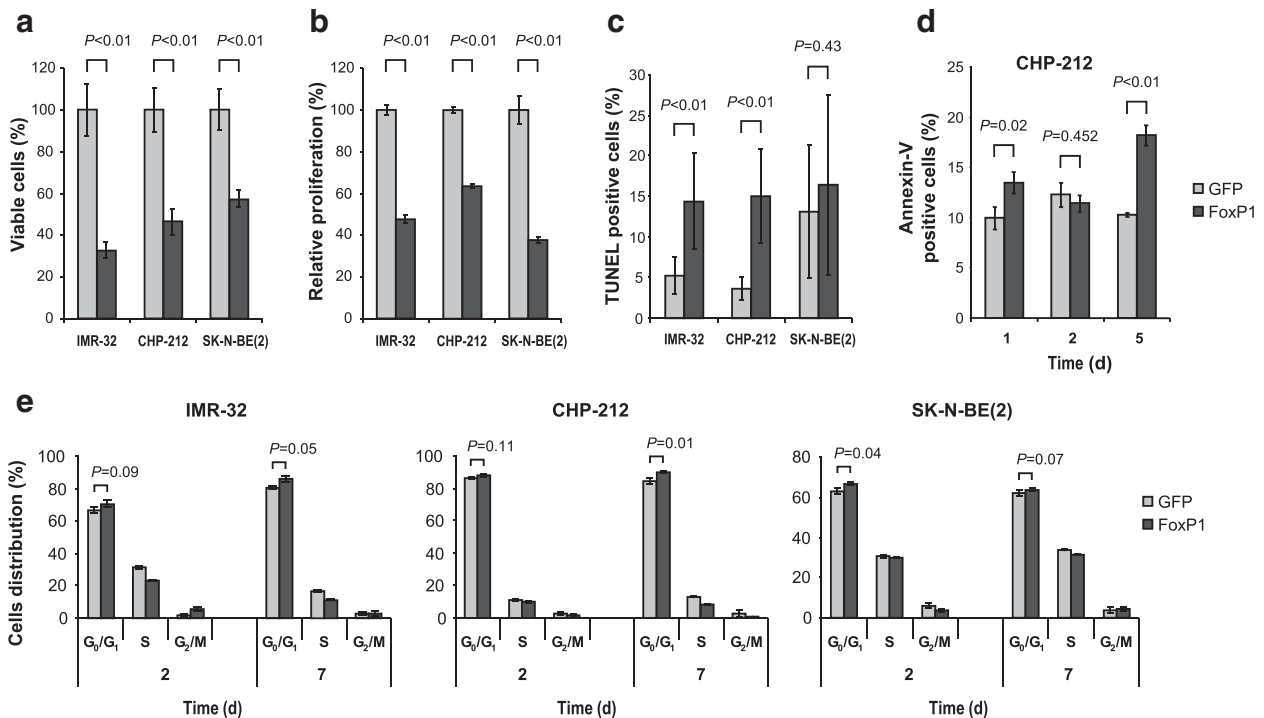 a
P<0.01 P<0.01 P<0.01
Viable cells (%)
120
100
80
60
40
20
0
IMR-32 CHP-212 SK-N-BE(2)
b
P<0.01 P<0.01 P<0.01
Relative proliferation (%)
120
100
80
60
40
20
0
IMR-32 CHP-212 SK-N-BE(2)
c
P<0.01 P<0.01 P=0.43
TUNEL positive cells (%)
30
25
20
15
10
5
0
IMR-32 CHP-212 SK-N-BE(2)
d
CHP-212
P=0.02 P=0.452 P<0.01
Annexin-V
positive cells (%)
25
20
15
10
5
0
1 2 5
Time (d)
GFP
FoxP1
e
IMR-32
P=0.09 P=0.05
Cells distribution (%)
100
80
60
40
20
0
G0/G1 S G2/M G0/G1 S G2/M
2 7
Time (d)
CHP-212
P=0.11 P=0.01
100
80
60
40
20
0
G0/G1 S G2/M G0/G1 S G2/M
2 7
Time (d)
SK-N-BE(2)
P=0.04 P=0.07
80
60
40
20
0
G0/G1 S G2/M G0/G1 S G2/M
2 7
Time (d)
GFP
FoxP1